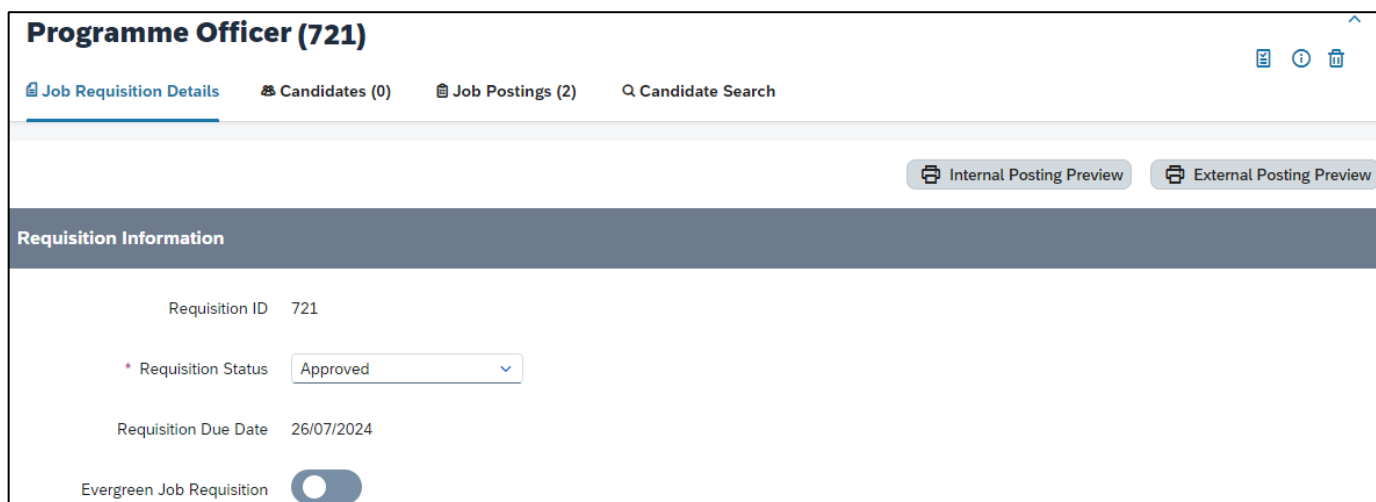 Programme Officer (721)
Job Requisition Details Candidates (0) Job Postings (2) Candidate Search
Internal Posting Preview External Posting Preview
Requisition Information
Requisition ID 721
* Requisition Status Approved
Requisition Due Date 26/07/2024
Evergreen Job Requisition